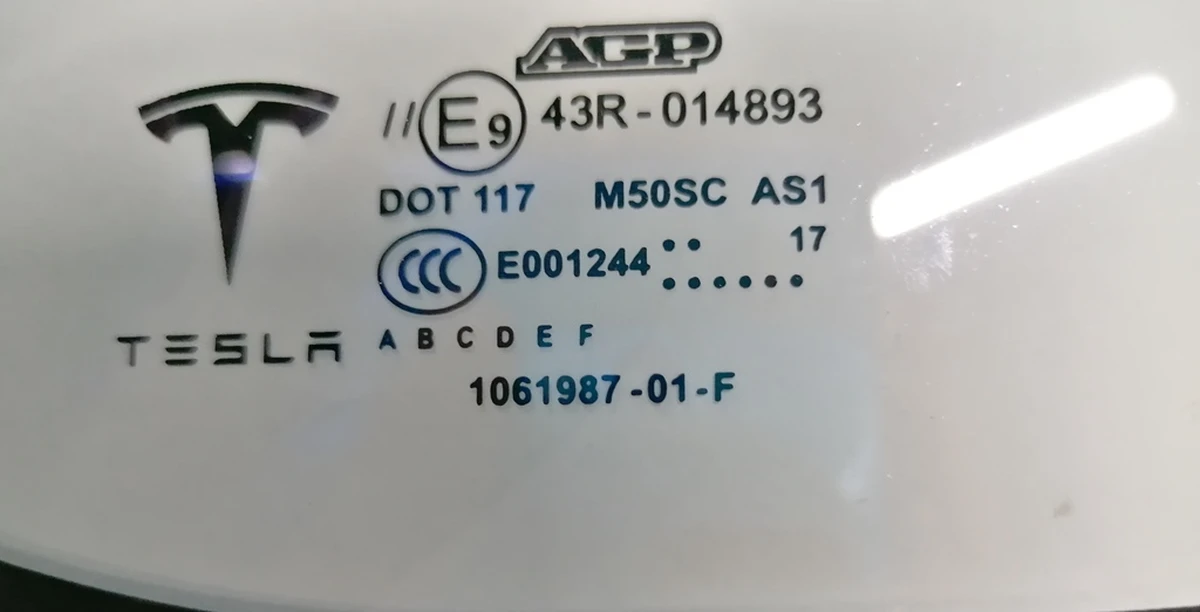 AGP
//E9 43R-014893
DOT 117 M50SC AS1
CCC E001244 17
TESLA A B C D E F
1061987-01-F